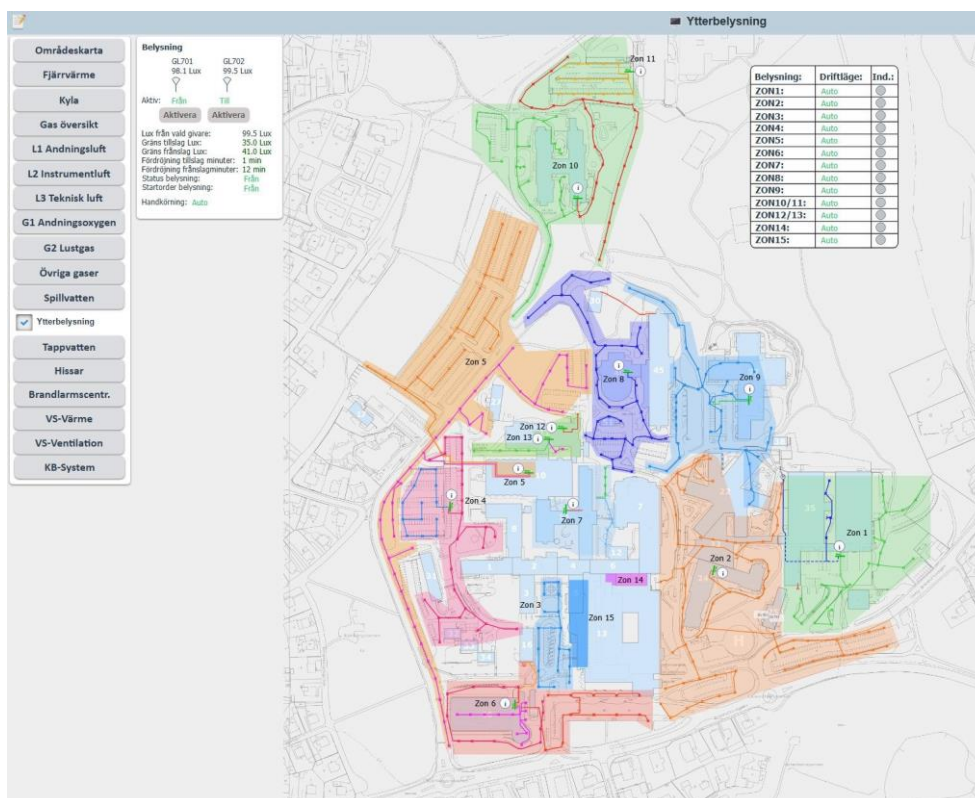 Ytterbelysning
Områdeskarta
Fjärrvärme
Kyla
Gas översikt
L1 Andningsluft
L2 Instrumentluft
L3 Teknisk luft
G1 Andningsoxygen
G2 Lustgas
Övriga gaser
Spillvatten
Ytterbelysning
Tappvatten
Hissar
Brandlarmscentr.
VS-Värme
VS-Ventilation
KB-System
Belysning
GL701 GL702
98.1 Lux 99.5 Lux
Aktiv: Från Till
Aktivera Aktivera
Lux från vald givare: 99.5 Lux
Gräns tillslag Lux: 35.0 Lux
Gräns frånslag Lux: 41.0 Lux
Fördröjning tillslag minuter: 1 min
Fördröjning frånslagminuter: 12 min
Status belysning: Från
Startorder belysning: Från
Handkörning: Auto
Belysning: Driftläge: Ind.:
ZON1: Auto
ZON2: Auto
ZON3: Auto
ZON4: Auto
ZON5: Auto
ZON6: Auto
ZON7: Auto
ZON8: Auto
ZON9: Auto
ZON10/11: Auto
ZON12/13: Auto
ZON14: Auto
ZON15: Auto
Zon 11
Zon 10
Zon 5
Zon 8
Zon 9
Zon 12
Zon 13
Zon 5
Zon 4
Zon 7
Zon 1
Zon 2
Zon 14
Zon 3
Zon 15
Zon 6